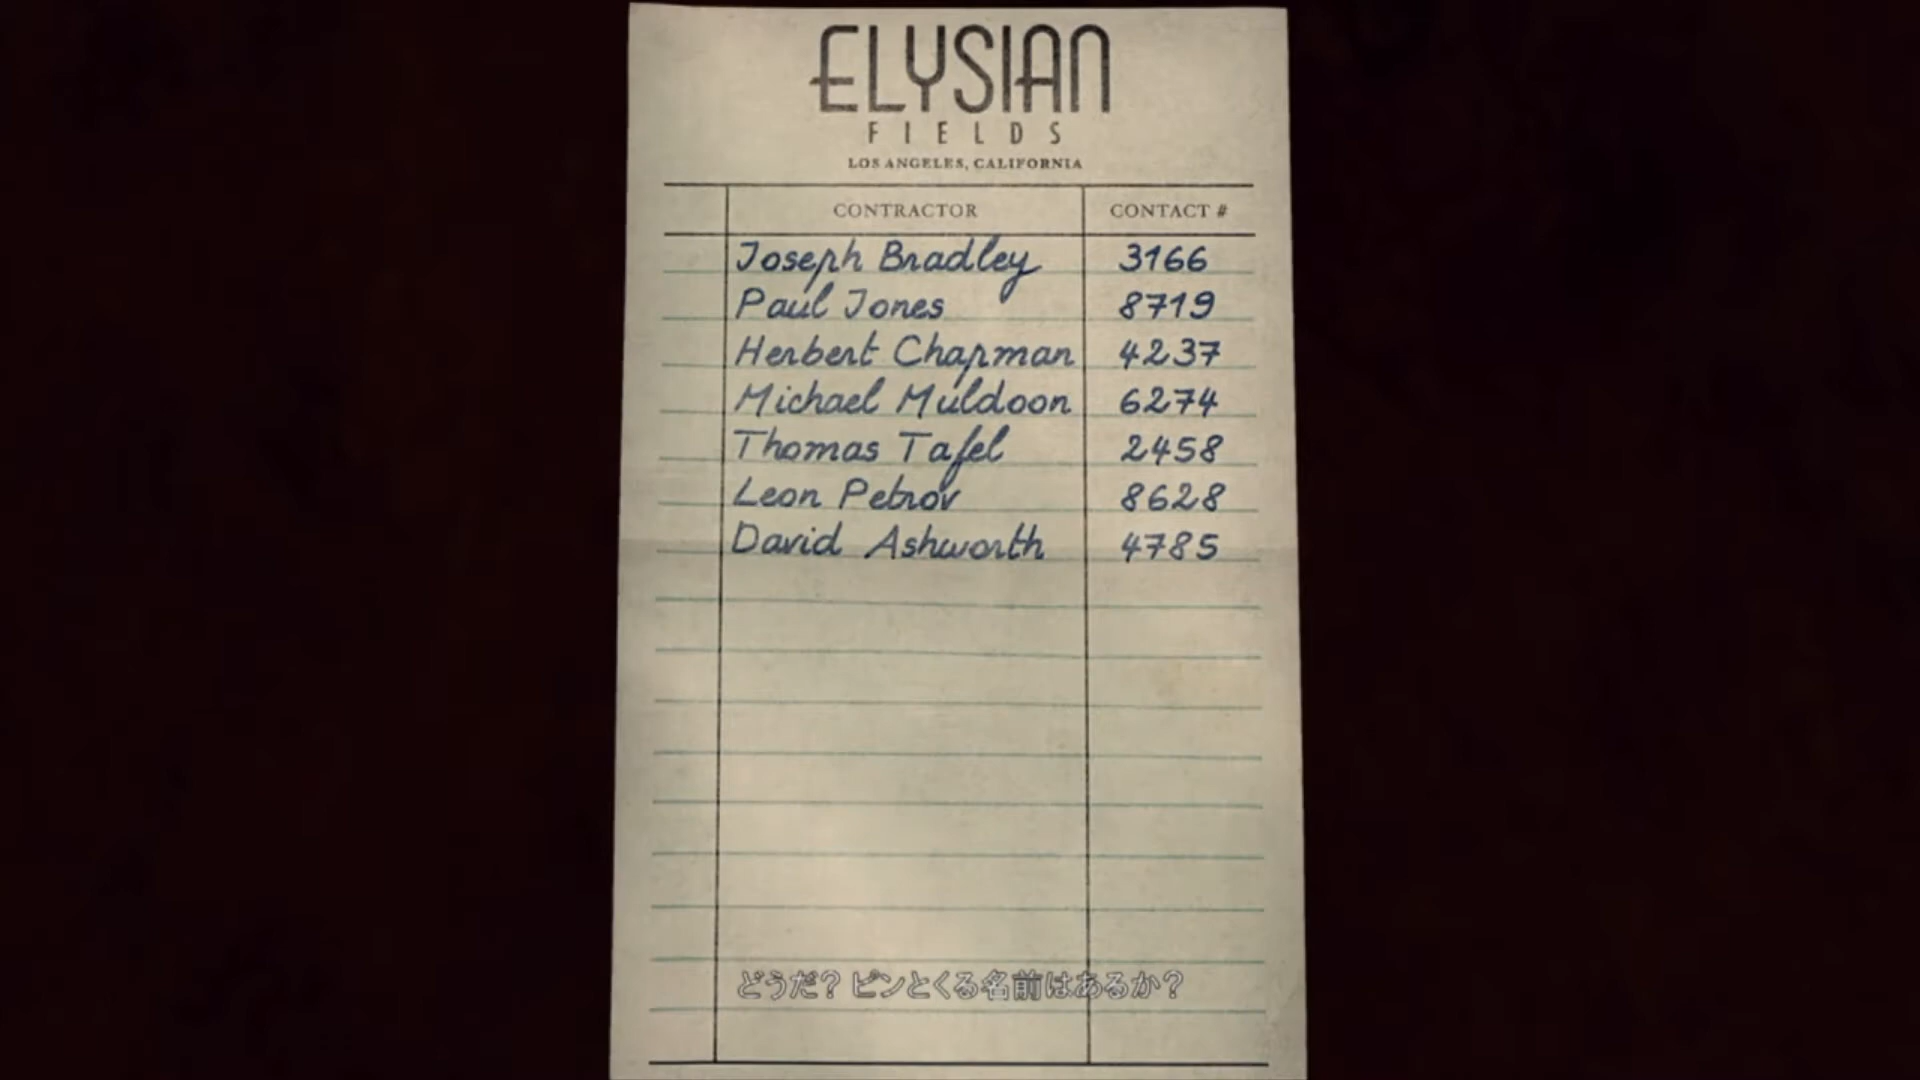 ELYSIAN
FIELDS
LOS ANGELES, CALIFORNIA
CONTRACTOR CONTACT #
Joseph Bradley 3166
Paul Jones 8719
Herbert Chapman 4237
Michael Muldoon 6274
Thomas Tafel 2458
Leon Petrov 8628
David Ashworth 4785
どうだ? ピンとくる名前はあるか?